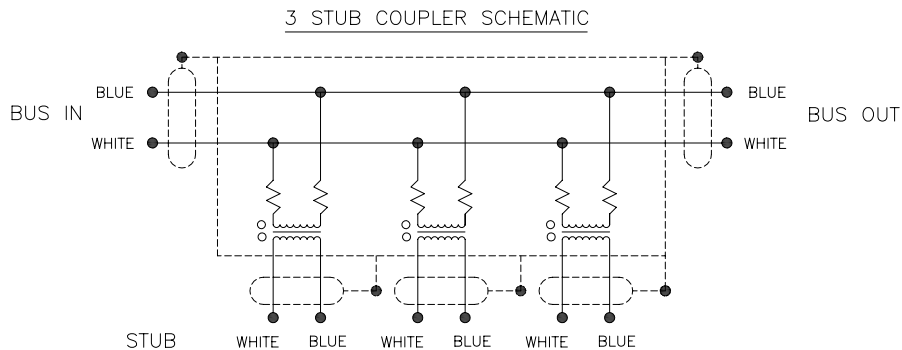 3 STUB COUPLER SCHEMATIC
BLUE
BLUE
BUS IN
BUS OUT
WHITE
WHITE
STUB WHITE BLUE WHITE BLUE WHITE BLUE